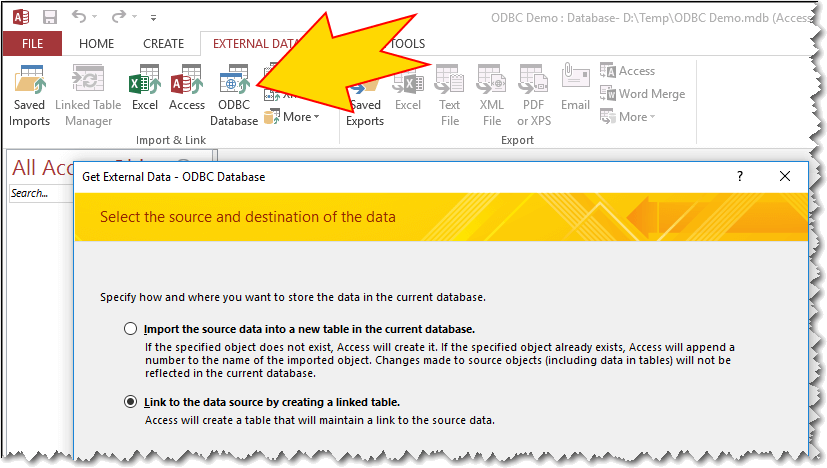 ODBC Demo : Database- D:\Temp\ODBC Demo.mdb (Access
FILE HOME CREATE EXTERNAL DATA TOOLS
Saved Imports
Linked Table Manager
Excel
Access
ODBC Database
More
Saved Exports
Excel
Text File
XML File
PDF or XPS
Email
Access
Word Merge
More
Import & Link
Export
All
Search...
Get External Data - ODBC Database
?
Select the source and destination of the data
Specify how and where you want to store the data in the current database.
Import the source data into a new table in the current database.
If the specified object does not exist, Access will create it. If the specified object already exists, Access will append a
number to the name of the imported object. Changes made to source objects (including data in tables) will not be
reflected in the current database.
Link to the data source by creating a linked table.
Access will create a table that will maintain a link to the source data.